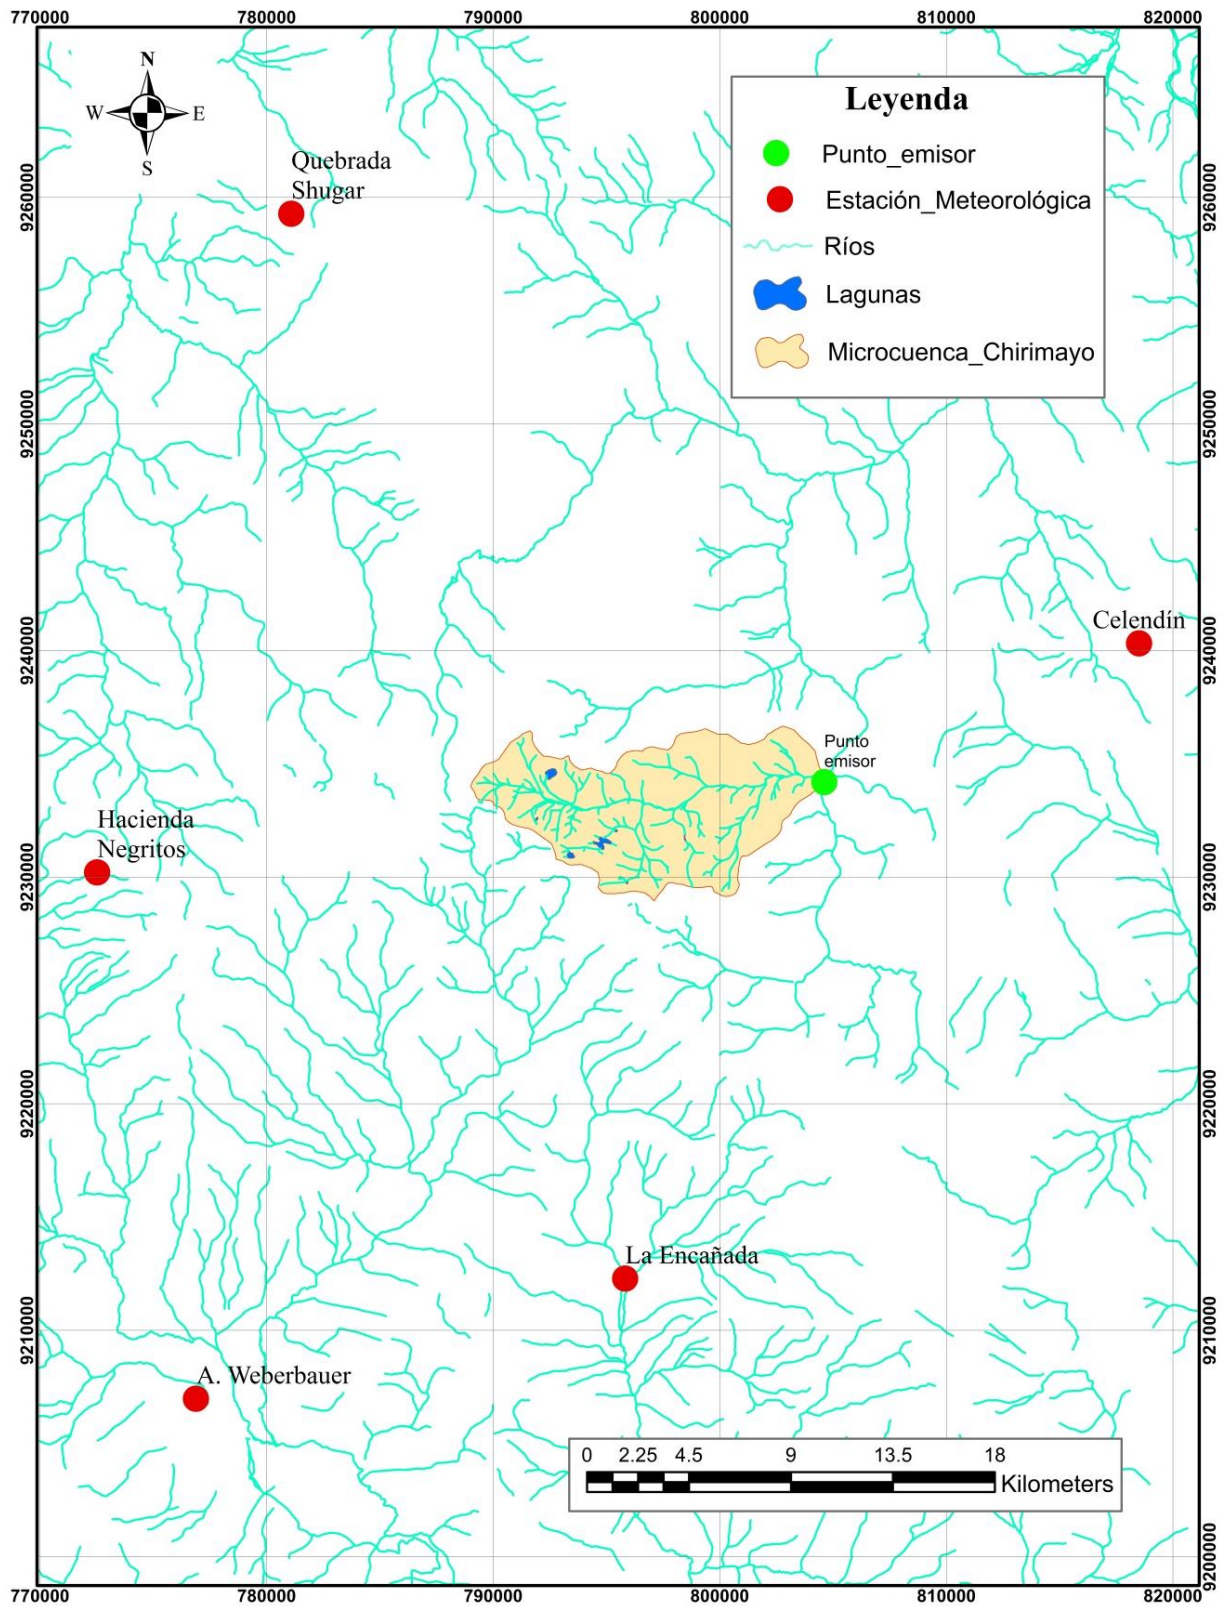 770000 780000 790000 800000 810000 820000
N
W E
S
Leyenda
Punto_emisor
Estación_Meteorológica
Ríos
Lagunas
Microcuenca_Chirimayo
Quebrada
Shugar
9260000 9260000
9250000 9250000
Celendín
9240000 9240000
Punto
emisor
Hacienda
Negritos
9230000 9230000
9220000 9220000
La Encañada
9210000 9210000
A. Weberbauer
0 2.25 4.5 9 13.5 18
Kilometers
9200000 9200000
770000 780000 790000 800000 810000 820000